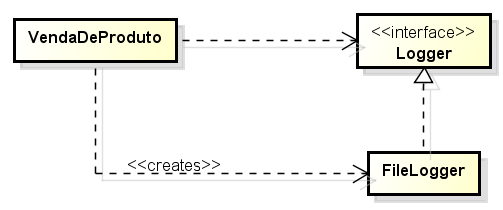 VendaDeProduto
<<interface>>
Logger
<<creates>>
FileLogger